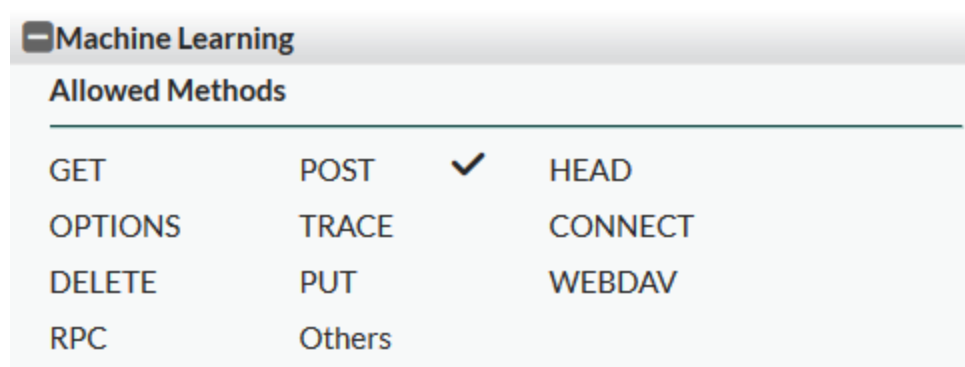 Machine Learning
Allowed Methods
GET POST HEAD
OPTIONS TRACE CONNECT
DELETE PUT WEBDAV
RPC Others